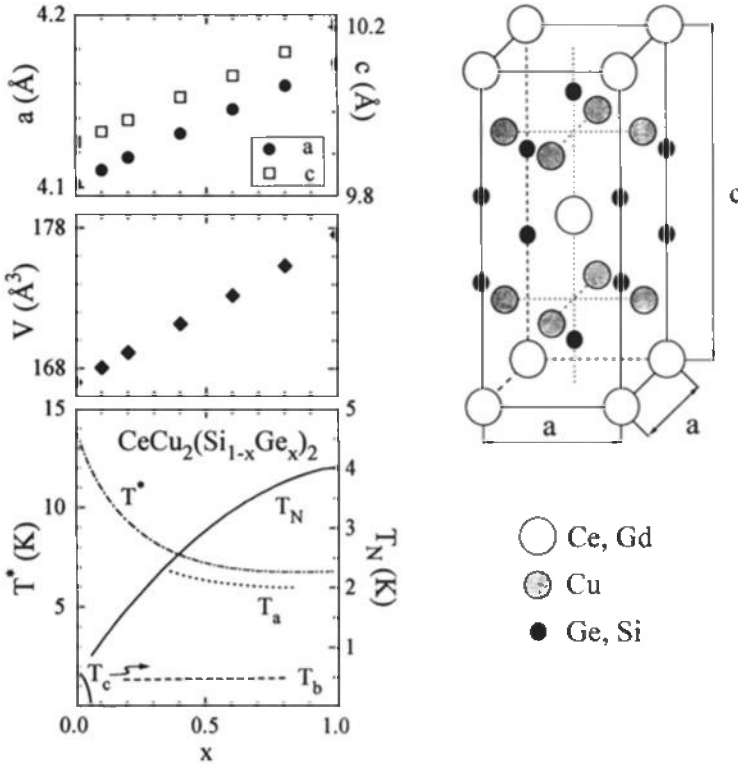 4.2
a (Å)
4.1
10.2
c (Å)
9.8
a
c
178
V (Å³)
168
15
10
5
T* (K)
CeCu₂(Si₁₋ₓGeₓ)₂
T*
T_N
T_a
T_c
T_b
5
4
3
2
1
T_N (K)
0.0
0.5
1.0
x
c
a
a
Ce, Gd
Cu
Ge, Si